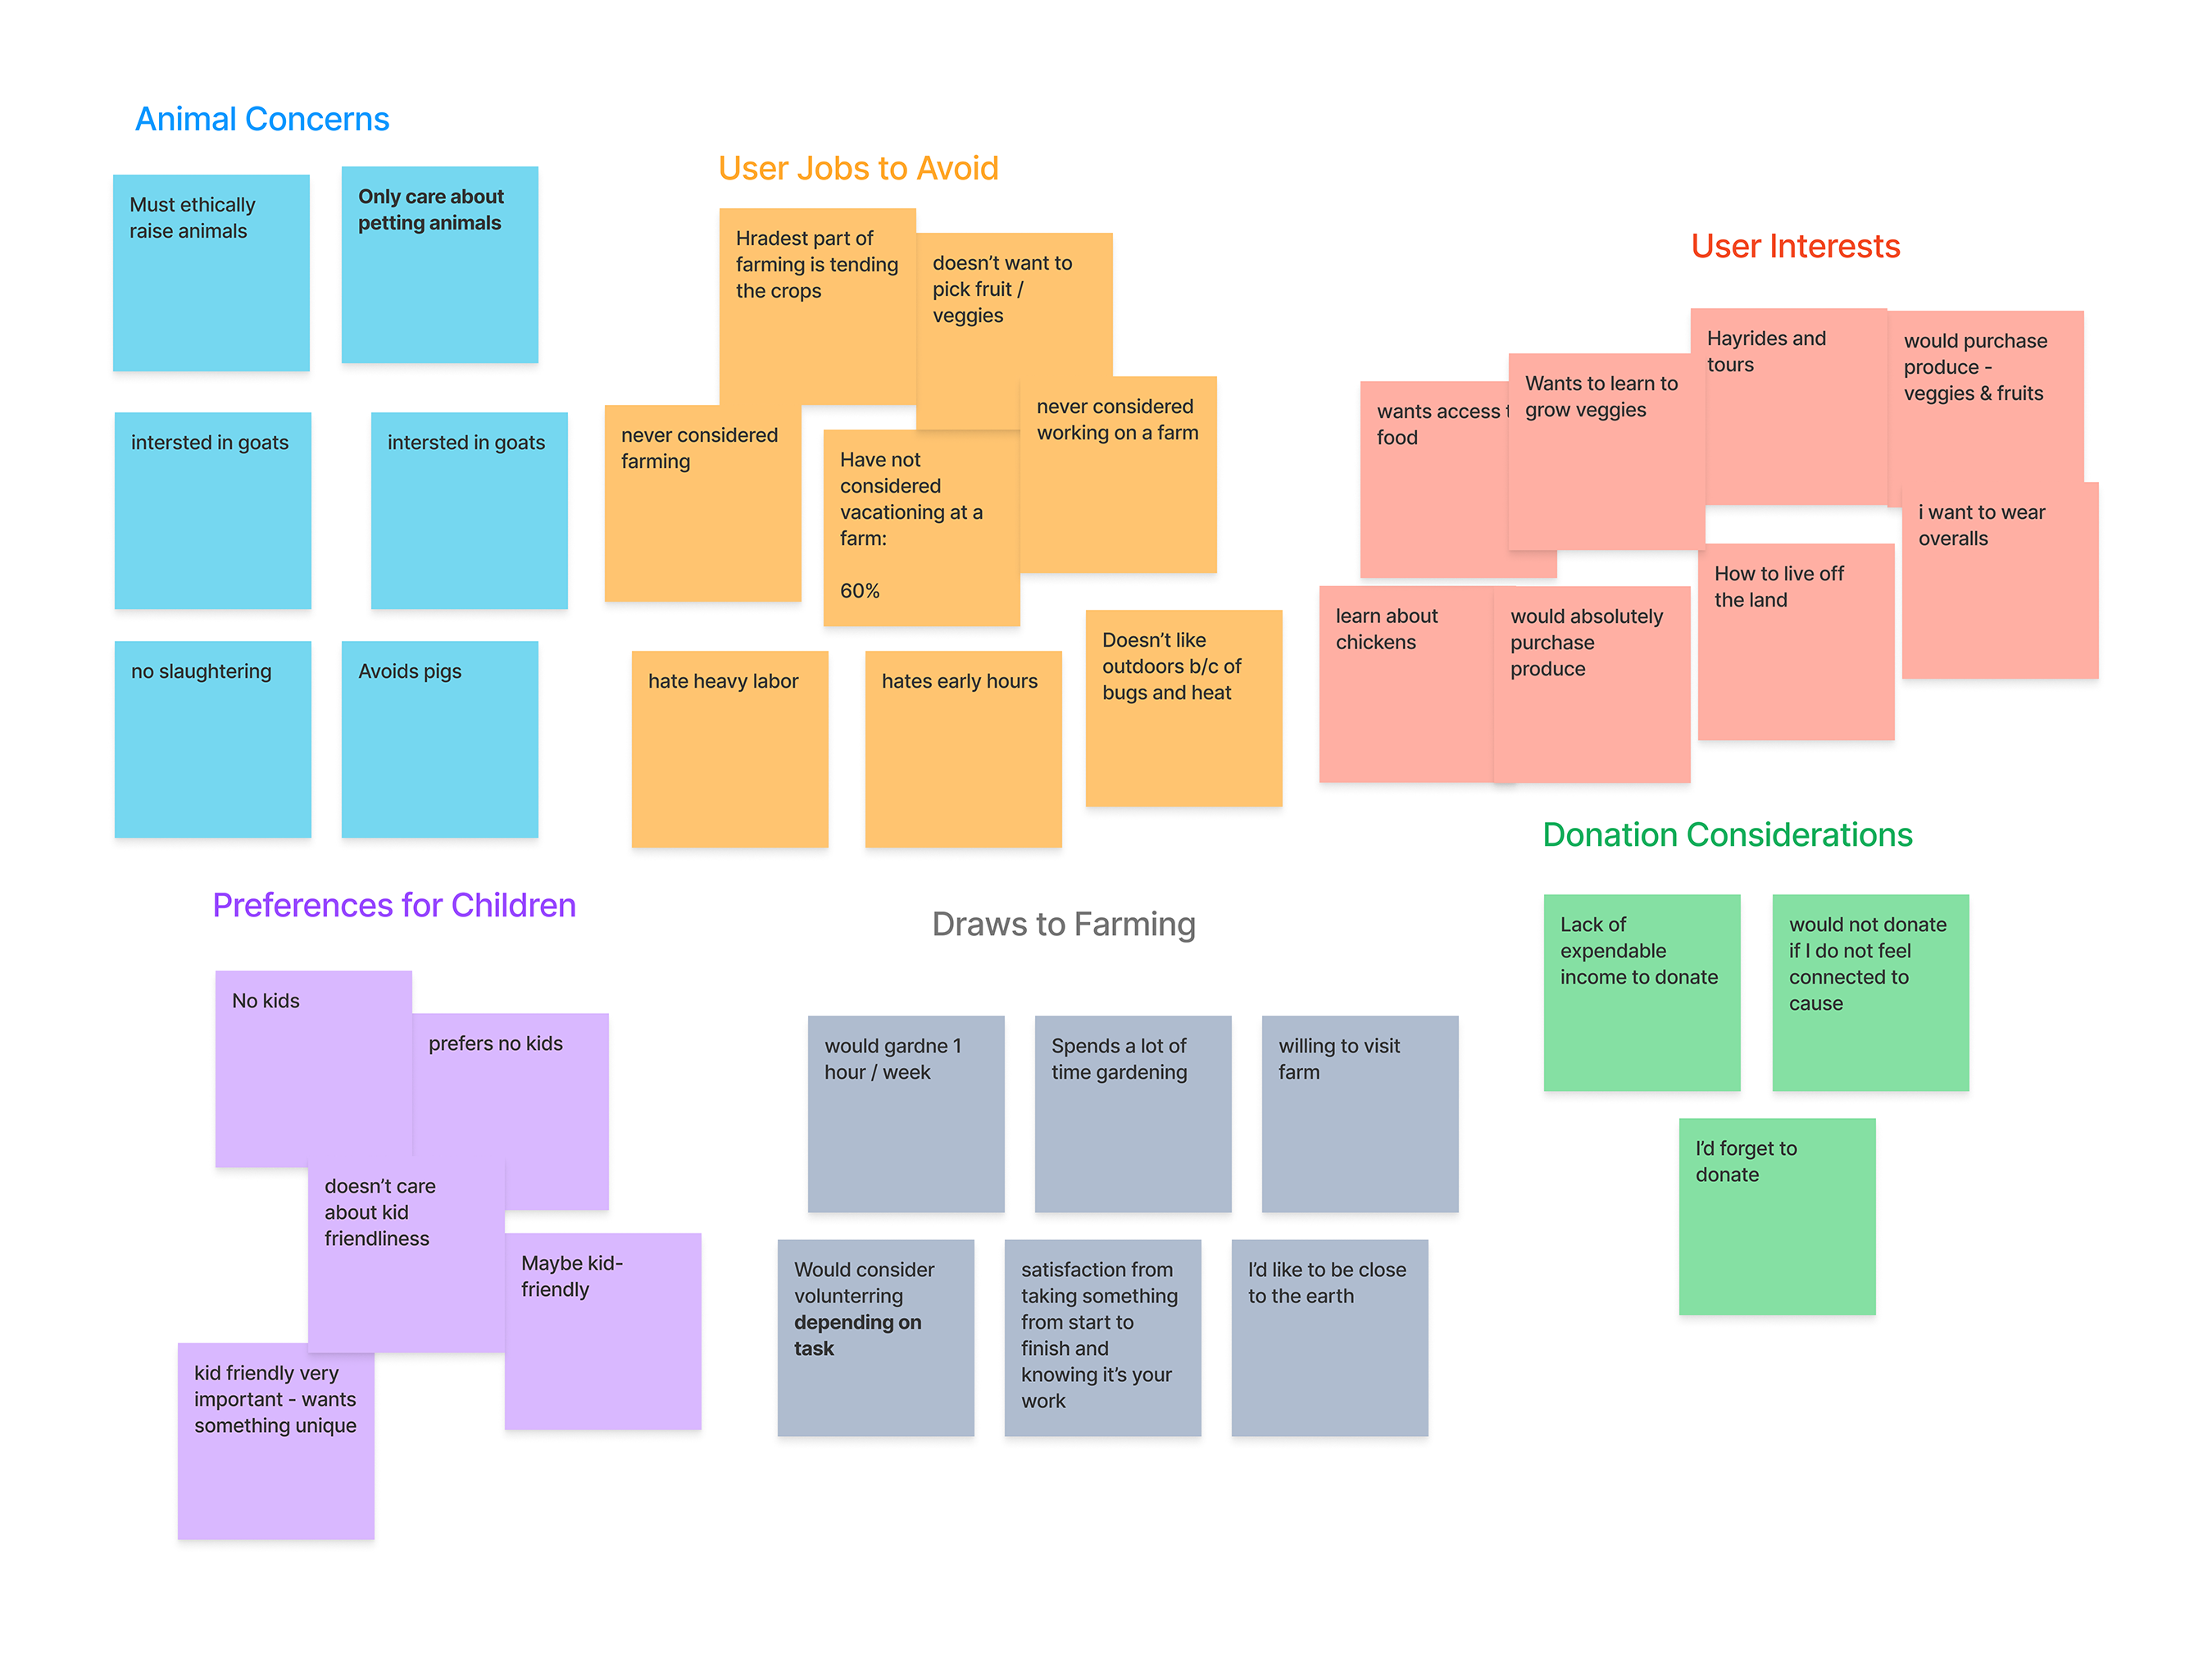 Animal Concerns
Must ethically
raise animals
Only care about
petting animals
intersted in goats
intersted in goats
no slaughtering
Avoids pigs
User Jobs to Avoid
Hradest part of
farming is tending
the crops
doesn't want to
pick fruit /
veggies
never considered
farming
Have not
considered
vacationing at a
farm:
60%
never considered
working on a farm
hate heavy labor
hates early hours
Doesn't like
outdoors b/c of
bugs and heat
User Interests
wants access
food
Wants to learn to
grow veggies
Hayrides and
tours
would purchase
produce -
veggies & fruits
i want to wear
overalls
learn about
chickens
would absolutely
purchase
produce
How to live off
the land
Donation Considerations
Lack of
expendable
income to donate
would not donate
if I do not feel
connected to
cause
I'd forget to
donate
Preferences for Children
No kids
prefers no kids
doesn't care
about kid
friendliness
Maybe kid-
friendly
kid friendly very
important - wants
something unique
Draws to Farming
would gardne 1
hour / week
Spends a lot of
time gardening
willing to visit
farm
Would consider
volunterring
depending on
task
satisfaction from
taking something
from start to
finish and
knowing it's your
work
I'd like to be close
to the earth